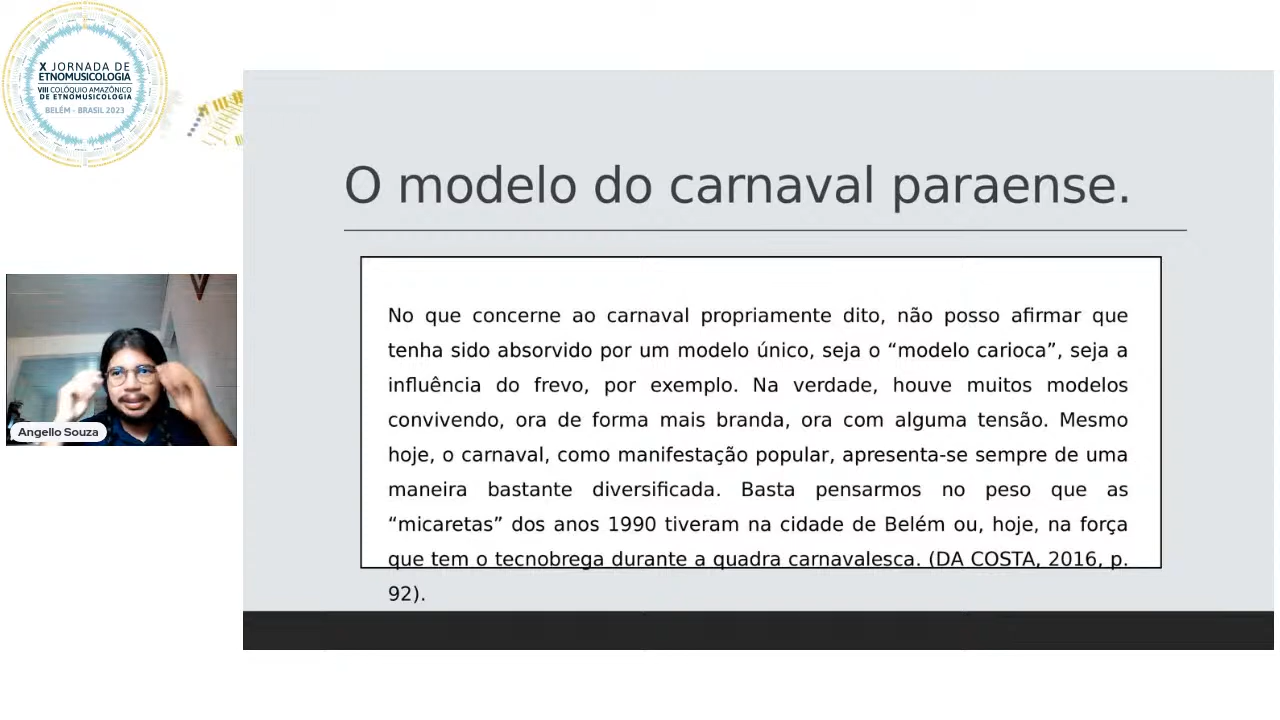 X JORNADA DE
ETNOMUSICOLOGIA
VIII COLÓQUIO AMAZÔNICO
DE ETNOMUSICOLOGIA
BELÉM - BRASIL 2023
O modelo do carnaval paraense.
No que concerne ao carnaval propriamente dito, não posso afirmar que
tenha sido absorvido por um modelo único, seja o “modelo carioca”, seja a
influência do frevo, por exemplo. Na verdade, houve muitos modelos
convivendo, ora de forma mais branda, ora com alguma tensão. Mesmo
hoje, o carnaval, como manifestação popular, apresenta-se sempre de uma
maneira bastante diversificada. Basta pensarmos no peso que as
“micaretas” dos anos 1990 tiveram na cidade de Belém ou, hoje, na força
que tem o tecnobrega durante a quadra carnavalesca. (DA COSTA, 2016, p.
92).
Angello Souza